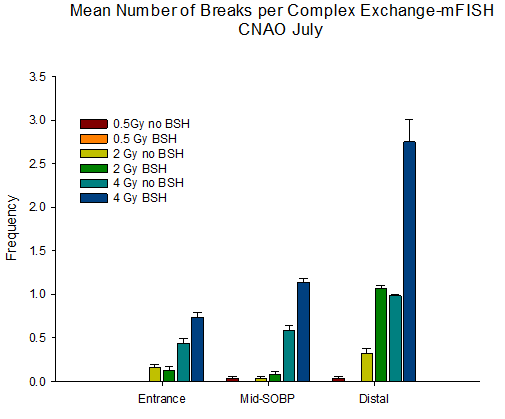 Mean Number of Breaks per Complex Exchange-mFISH
CNAO July
3.5
3.0
2.5
2.0
1.5
1.0
0.5
0.0
Frequency
0.5Gy no BSH
0.5 Gy BSH
2 Gy no BSH
2 Gy BSH
4 Gy no BSH
4 Gy BSH
Entrance
Mid-SOBP
Distal